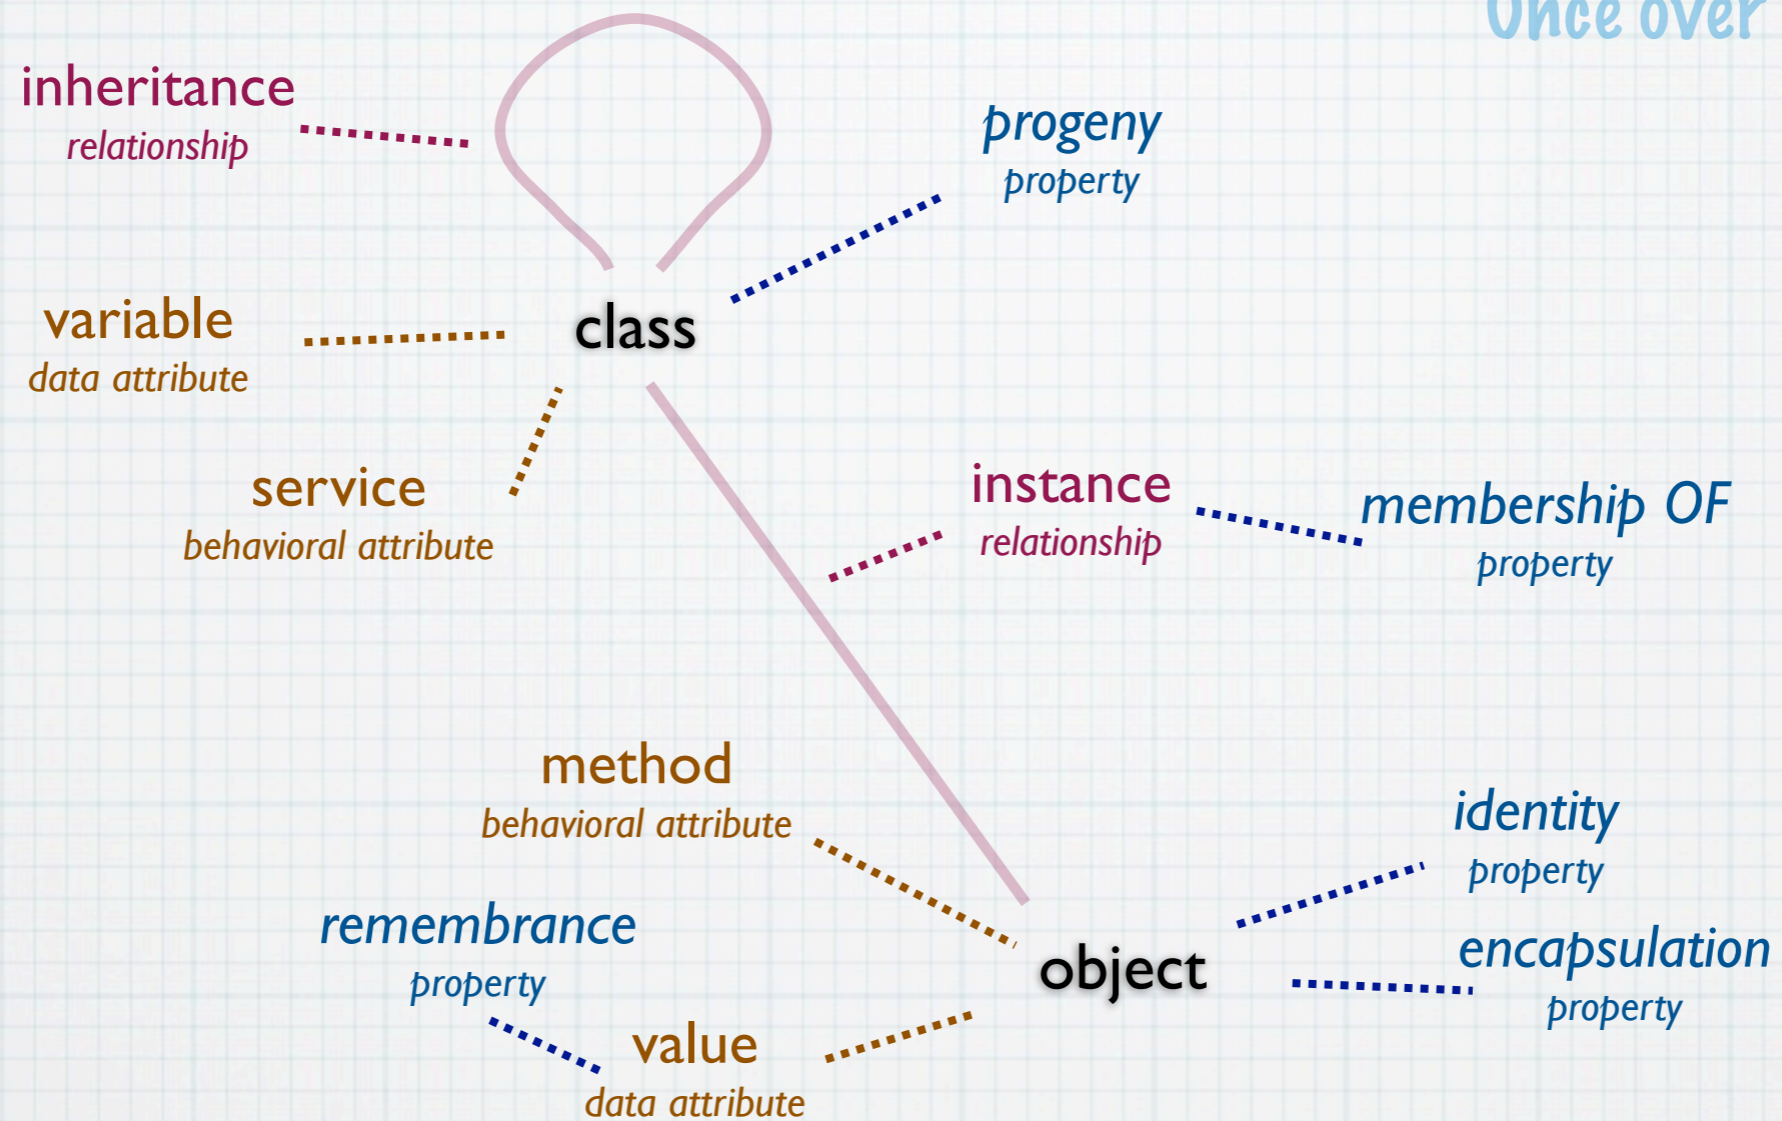 Once over
inheritance
relationship
progeny
property
variable
data attribute
class
service
behavioral attribute
instance
relationship
membership OF
property
method
behavioral attribute
identity
property
remembrance
property
object
encapsulation
property
value
data attribute